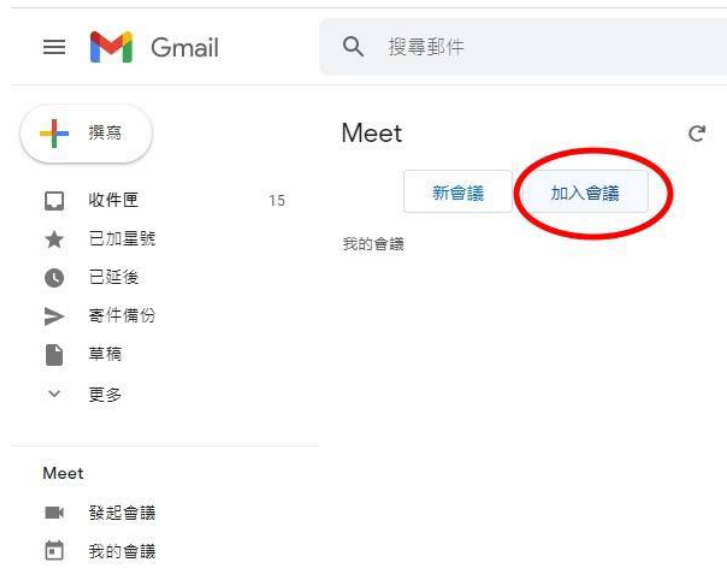 Gmail
搜尋郵件
撰寫
收件匣 15
已加星號
已延後
寄件備份
草稿
更多
Meet
發起會議
我的會議
Meet
新會議 加入會議
我的會議